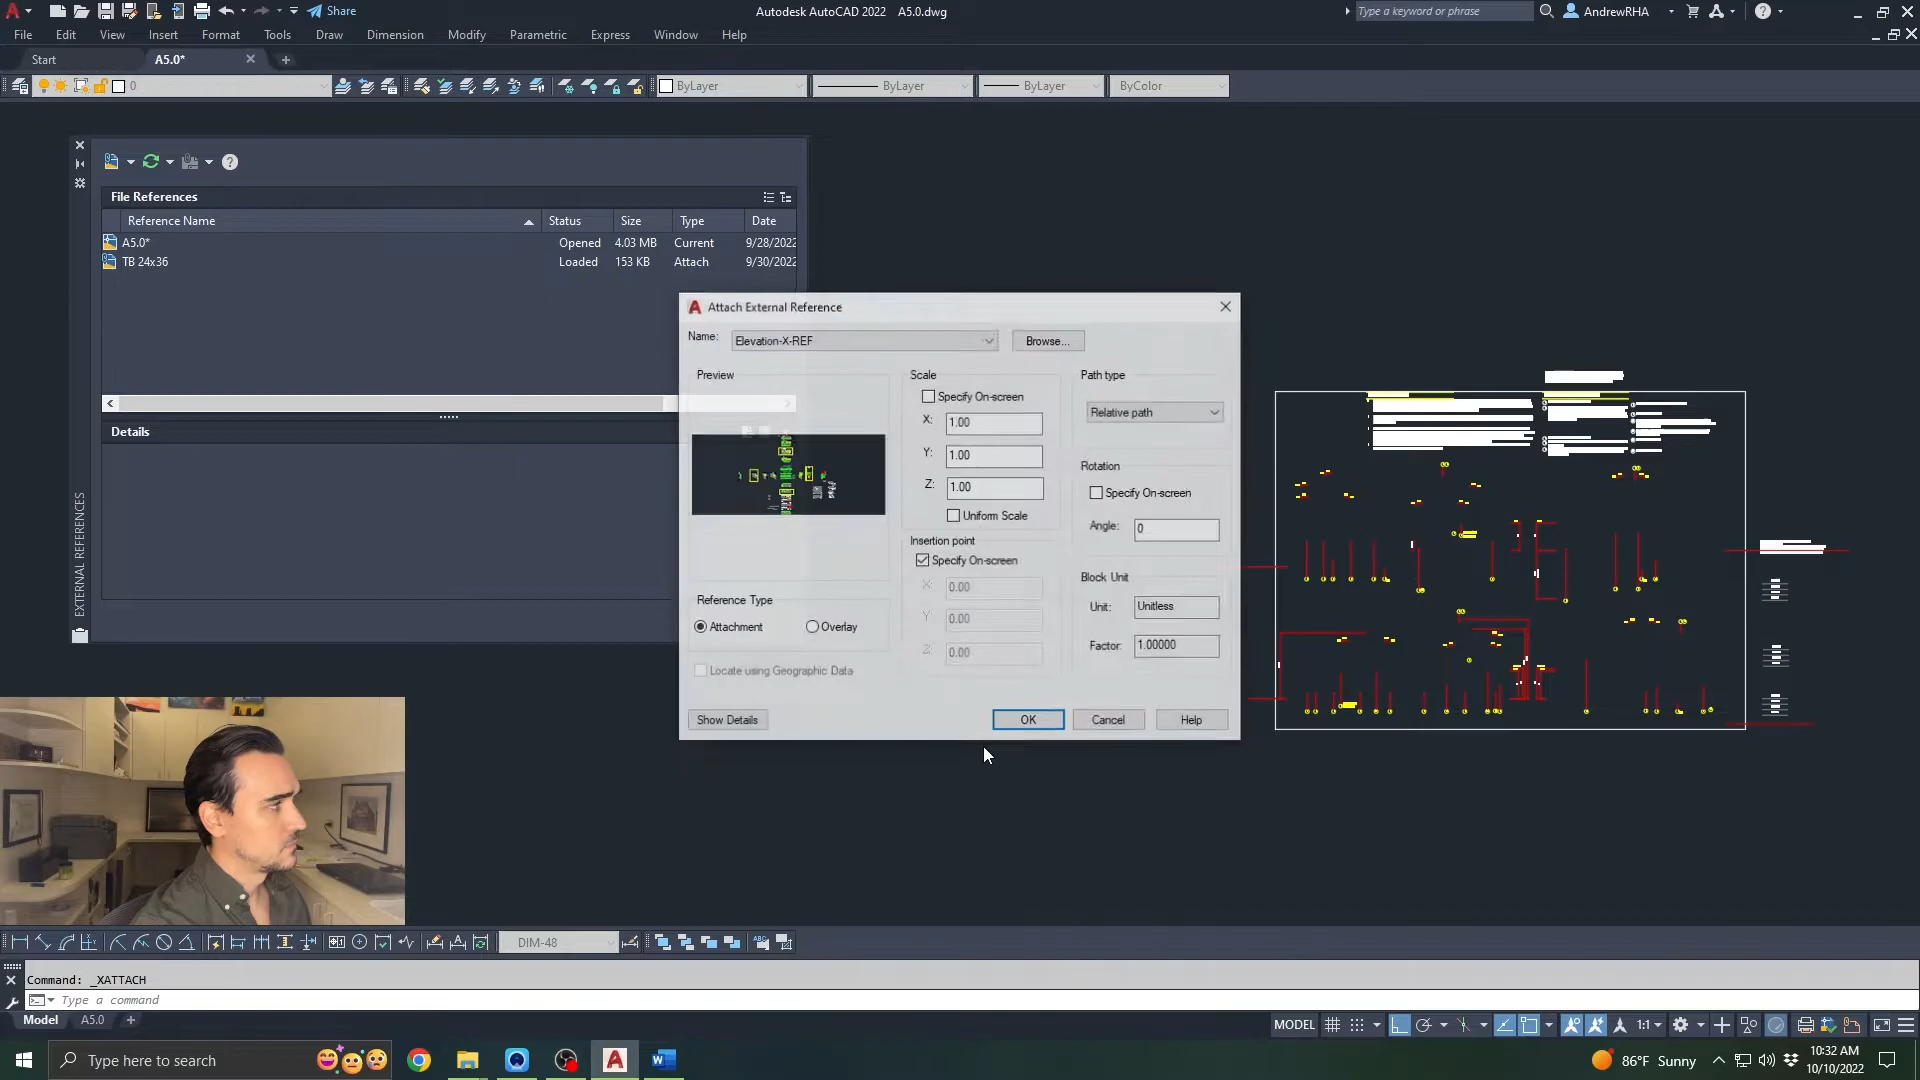 Share
Autodesk AutoCAD 2022 A5.0.dwg
Type a keyword or phrase
AndrewRHA
File Edit View Insert Format Tools Draw Dimension Modify Parametric Express Window Help
Start
A5.0*
0
ByLayer
ByLayer
ByLayer
ByColor
File References
Reference Name Status Size Type Date
A5.0* Opened 4.03 MB Current 9/28/2022
TB 24x36 Loaded 153 KB Attach 9/30/2022
Details
EXTERNAL REFERENCES
Attach External Reference
Name: Elevation-X-REF Browse...
Preview
Scale
Specify On-screen
X: 1.00
Y: 1.00
Z: 1.00
Uniform Scale
Path type
Relative path
Rotation
Specify On-screen
Angle: 0
Insertion point
Specify On-screen
X: 0.00
Y: 0.00
Z: 0.00
Block Unit
Unit: Unitless
Factor: 1.00000
Reference Type
Attachment Overlay
Locate using Geographic Data
Show Details OK Cancel Help
DIM-48
Command: _XATTACH
Type a command
Model A5.0
MODEL
1:1
Type here to search
86°F Sunny
10:32 AM
10/10/2022